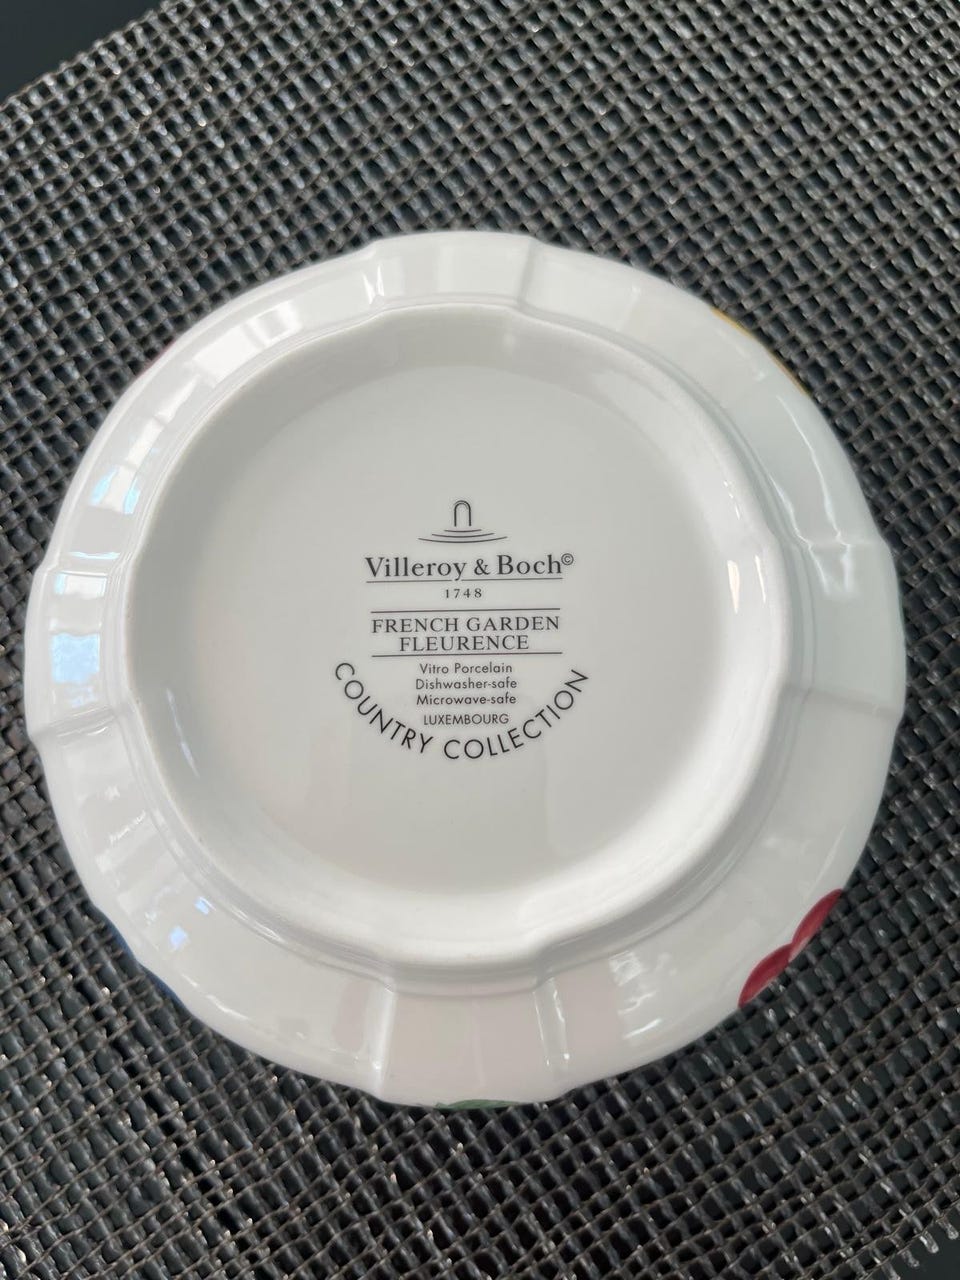 Villeroy & Boch©
1748
FRENCH GARDEN
FLEURENCE
Vitro Porcelain
Dishwasher-safe
Microwave-safe
LUXEMBOURG
COUNTRY COLLECTION